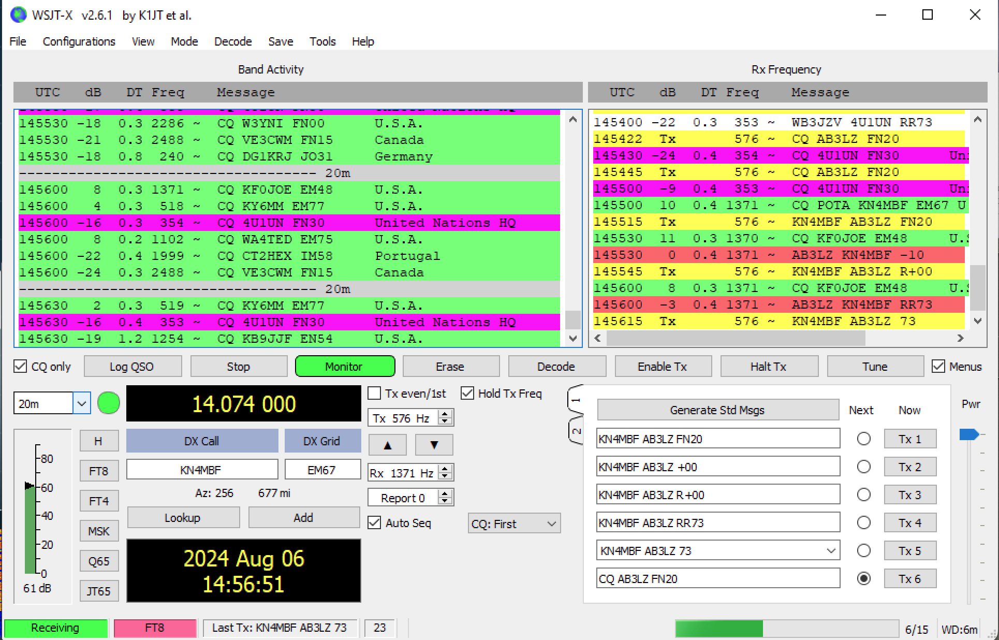 WSJT-X v2.6.1 by K1JT et al.
File Configurations View Mode Decode Save Tools Help
Band Activity
UTC dB DT Freq Message
145530 -18 0.3 2286 ~ CQ W3YNI FN00 U.S.A.
145530 -21 0.3 2488 ~ CQ VE3CWM FN15 Canada
145530 -18 0.8 240 ~ CQ DG1KRJ JO31 Germany
------------------------------------ 20m
145600 8 0.3 1371 ~ CQ KF0JOE EM48 U.S.A.
145600 4 0.3 518 ~ CQ KY6MM EM77 U.S.A.
145600 -16 0.3 354 ~ CQ 4U1UN FN30 United Nations HQ
145600 8 0.2 1102 ~ CQ WA4TED EM75 U.S.A.
145600 -22 0.4 1999 ~ CQ CT2HEX IM58 Portugal
145600 -24 0.3 2488 ~ CQ VE3CWM FN15 Canada
------------------------------------ 20m
145630 2 0.3 519 ~ CQ KY6MM EM77 U.S.A.
145630 -16 0.4 353 ~ CQ 4U1UN FN30 United Nations HQ
145630 -19 1.2 1254 ~ CQ KB9JJF EN54 U.S.A.
Rx Frequency
UTC dB DT Freq Message
145400 -22 0.3 353 ~ WB3JZV 4U1UN RR73
145422 Tx 576 ~ CQ AB3LZ FN20
145430 -24 0.4 354 ~ CQ 4U1UN FN30 Uni
145445 Tx 576 ~ CQ AB3LZ FN20
145500 -9 0.4 353 ~ CQ 4U1UN FN30 Uni
145500 10 0.4 1371 ~ CQ POTA KN4MBF EM67 U
145515 Tx 576 ~ KN4MBF AB3LZ FN20
145530 11 0.3 1370 ~ CQ KF0JOE EM48 U.S
145530 0 0.4 1371 ~ AB3LZ KN4MBF -10
145545 Tx 576 ~ KN4MBF AB3LZ R+00
145600 8 0.3 1371 ~ CQ KF0JOE EM48 U.S
145600 -3 0.4 1371 ~ AB3LZ KN4MBF RR73
145615 Tx 576 ~ KN4MBF AB3LZ 73
CQ only Log QSO Stop Monitor Erase Decode Enable Tx Halt Tx Tune Menus
20m
14.074 000
Tx even/1st Hold Tx Freq
Tx 576 Hz
H
FT8
FT4
MSK
Q65
JT65
80
60
40
20
0
61 dB
DX Call DX Grid
KN4MBF EM67
Az: 256 677 mi
Lookup Add
2024 Aug 06
14:56:51
▲ ▼
Rx 1371 Hz
Report 0
Auto Seq CQ: First
1
2
Generate Std Msgs Next Now
KN4MBF AB3LZ FN20 Tx 1
KN4MBF AB3LZ +00 Tx 2
KN4MBF AB3LZ R+00 Tx 3
KN4MBF AB3LZ RR73 Tx 4
KN4MBF AB3LZ 73 Tx 5
CQ AB3LZ FN20 Tx 6
Pwr
Receiving FT8 Last Tx: KN4MBF AB3LZ 73 23 6/15 WD:6m